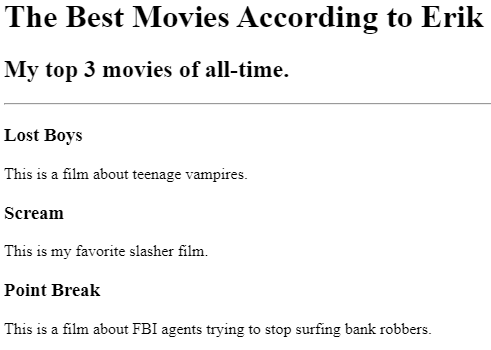 The Best Movies According to Erik
My top 3 movies of all-time.
Lost Boys
This is a film about teenage vampires.
Scream
This is my favorite slasher film.
Point Break
This is a film about FBI agents trying to stop surfing bank robbers.